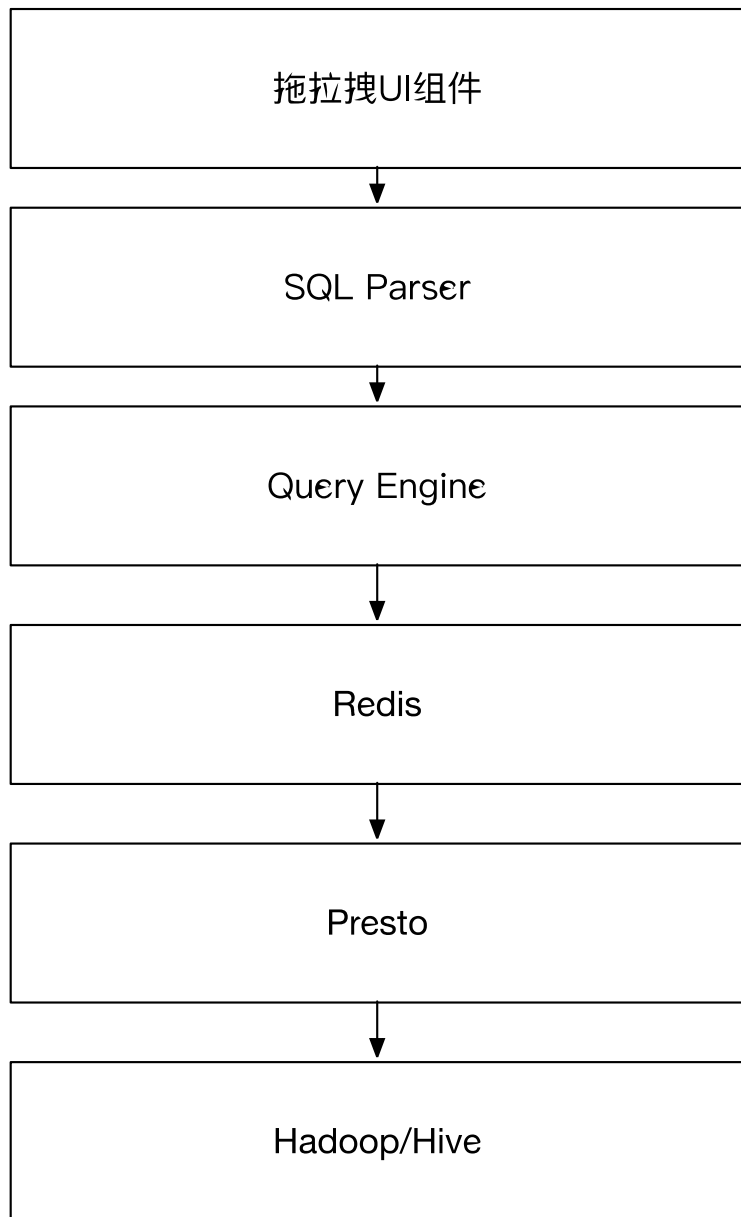 拖拉拽UI组件
SQL Parser
Query Engine
Redis
Presto
Hadoop/Hive